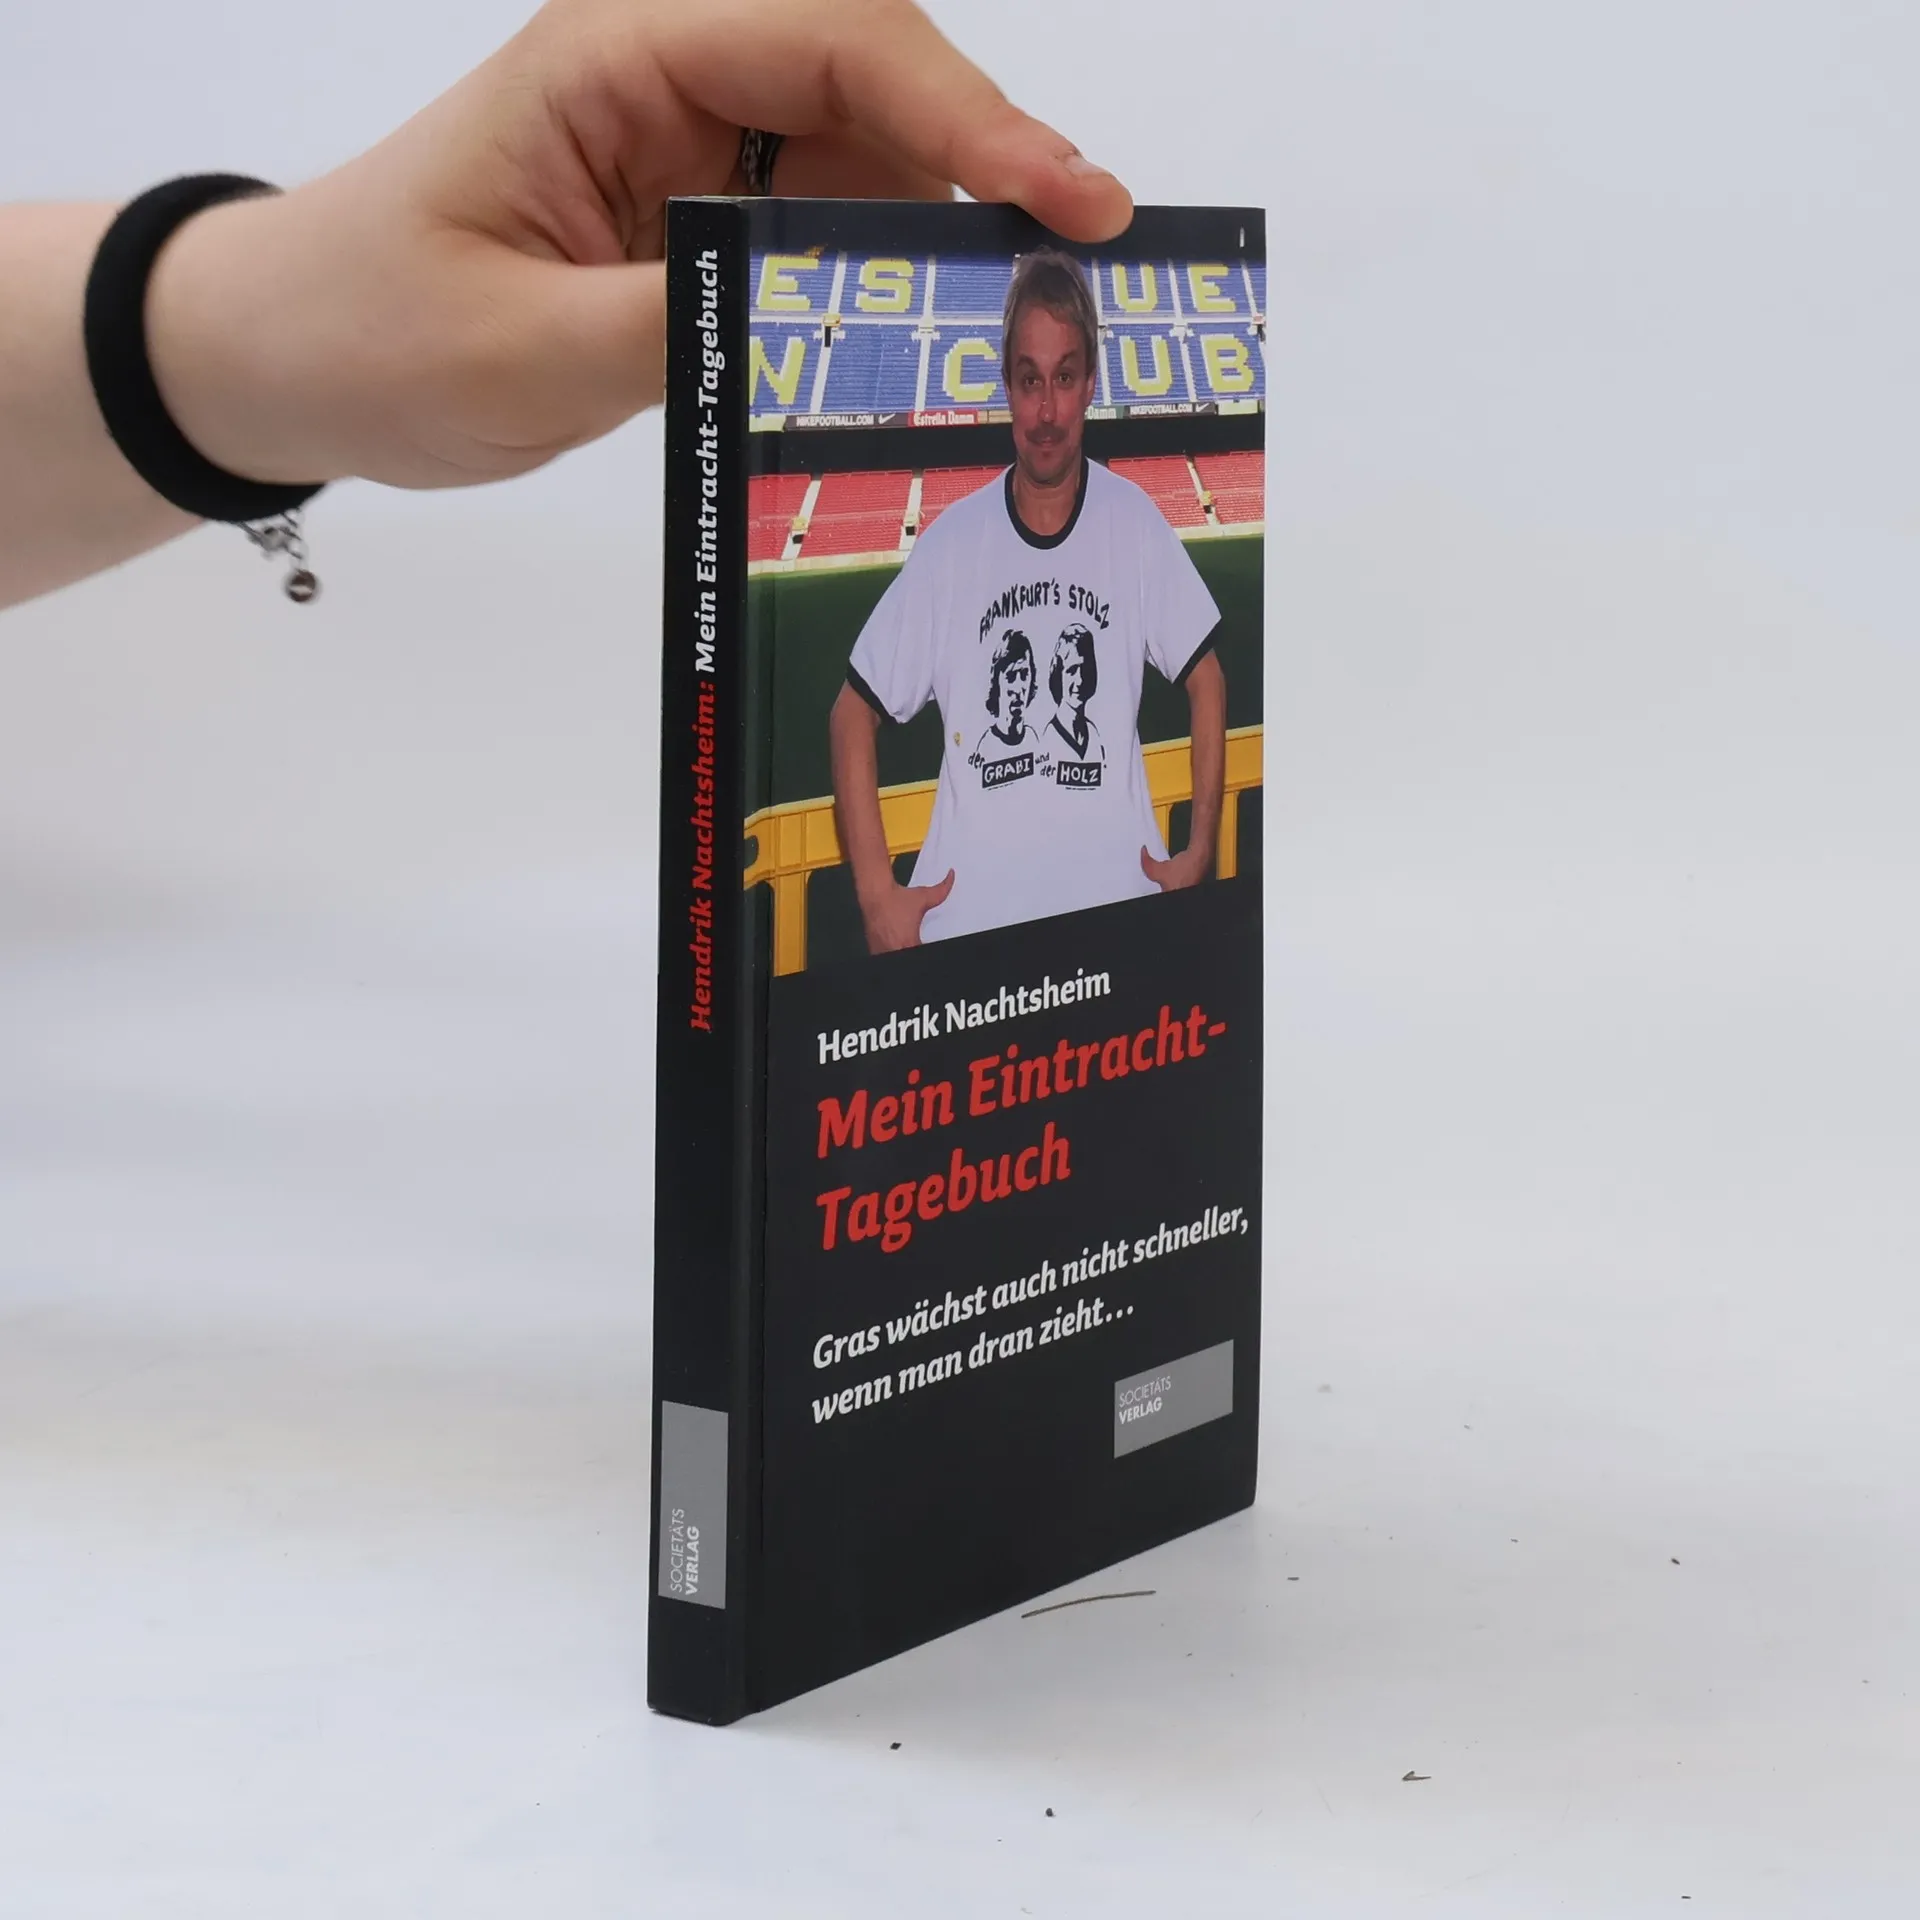 Hendrik Nachtsheim: Mein Eintracht-Tagebuch
SOCIETÄTS
VERLAG
ES UE
N C UB
NIKEFOOTBALL.COM Estrella Damm Damm NIKEFOOTBALL.COM
FRANKFURT'S STOLZ
der GRABI und der HOLZ
Hendrik Nachtsheim
Mein Eintracht-
Tagebuch
Gras wächst auch nicht schneller,
wenn man dran zieht...
SOCIETÄTS
VERLAG